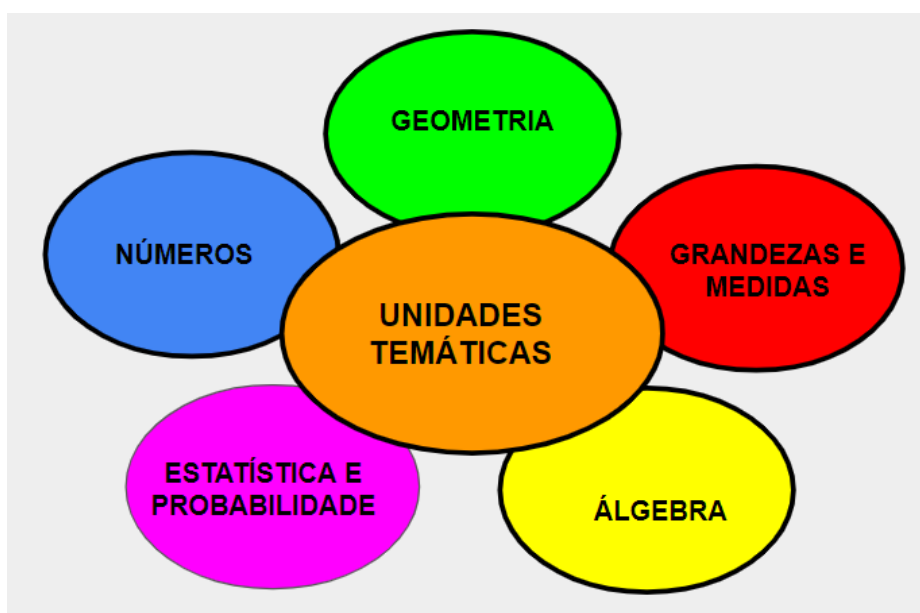 GEOMETRIA
NÚMEROS
GRANDEZAS E
MEDIDAS
UNIDADES
TEMÁTICAS
ESTATÍSTICA E
PROBABILIDADE
ÁLGEBRA